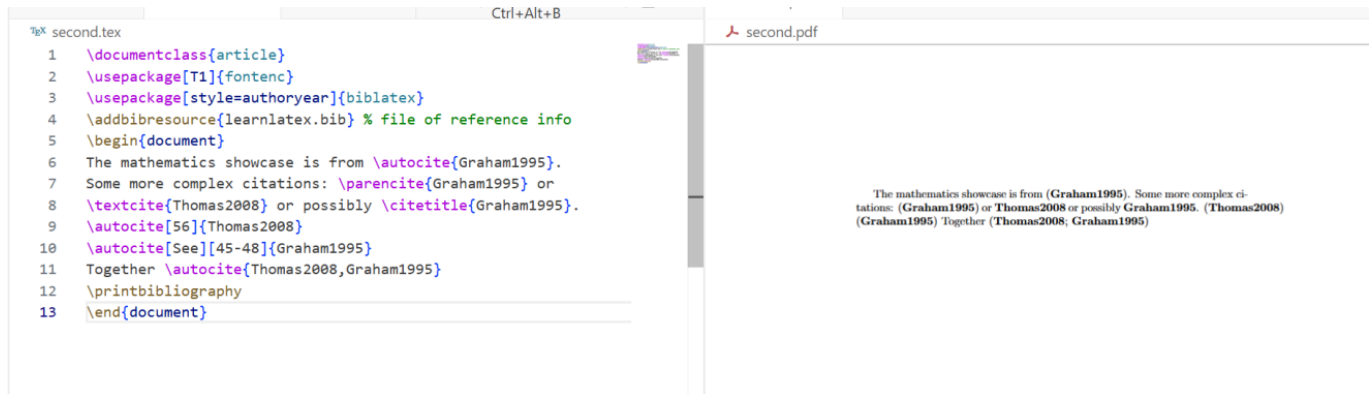 Ctrl+Alt+B
TEX second.tex
1 \documentclass{article}
2 \usepackage[T1]{fontenc}
3 \usepackage[style=authoryear]{biblatex}
4 \addbibresource{learnlatex.bib} % file of reference info
5 \begin{document}
6 The mathematics showcase is from \autocite{Graham1995}.
7 Some more complex citations: \parencite{Graham1995} or
8 \textcite{Thomas2008} or possibly \citetitle{Graham1995}.
9 \autocite[56]{Thomas2008}
10 \autocite[See][45-48]{Graham1995}
11 Together \autocite{Thomas2008,Graham1995}
12 \printbibliography
13 \end{document}
second.pdf
The mathematics showcase is from (Graham1995). Some more complex ci-
tations: (Graham1995) or Thomas2008 or possibly Graham1995. (Thomas2008)
(Graham1995) Together (Thomas2008; Graham1995)